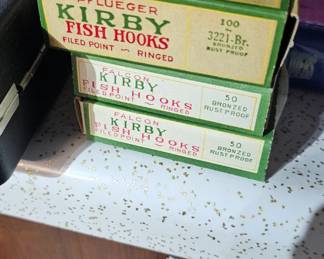 PFLUEGER
KIRBY
FISH HOOKS
FILED POINT ~ RINGED
100
3221-Br.
BRONZED
RUST PROOF
FALCON
KIRBY
FISH HOOKS
FILED POINT ~ RINGED
50
BRONZED
RUST PROOF
FALCON
KIRBY
FISH HOOKS
FILED POINT ~ RINGED
50
BRONZED
RUST PROOF